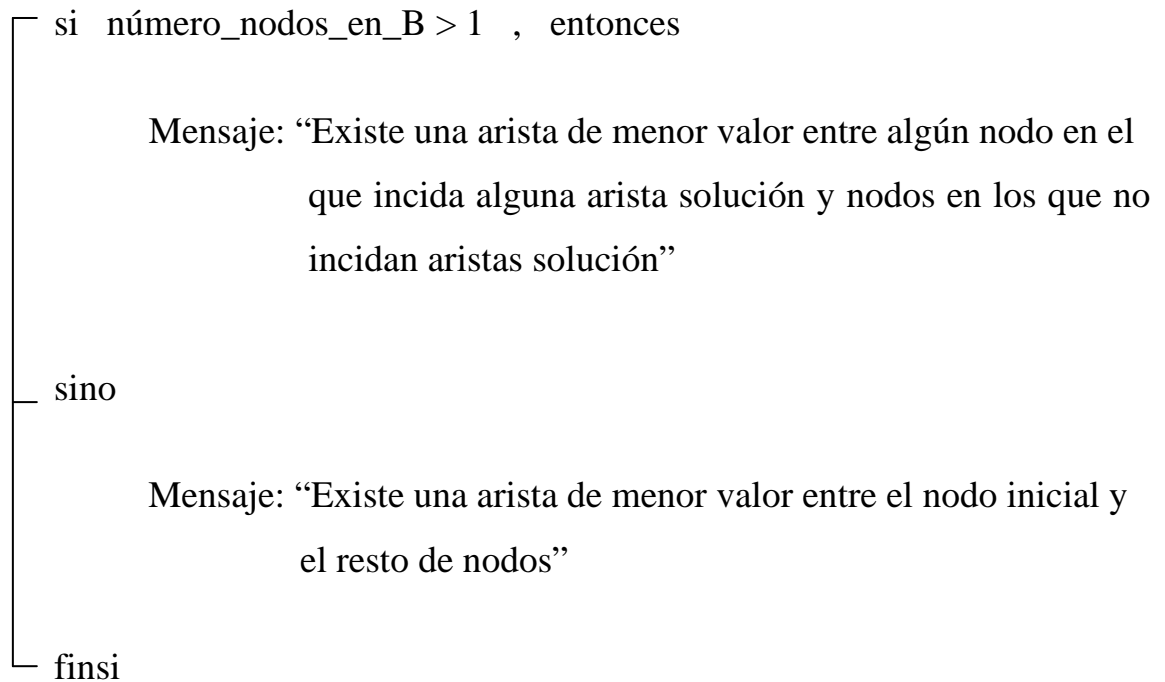 si número_nodos_en_B > 1 , entonces
Mensaje: “Existe una arista de menor valor entre algún nodo en el
que incida alguna arista solución y nodos en los que no
incidan aristas solución”
sino
Mensaje: “Existe una arista de menor valor entre el nodo inicial y
el resto de nodos”
finsi